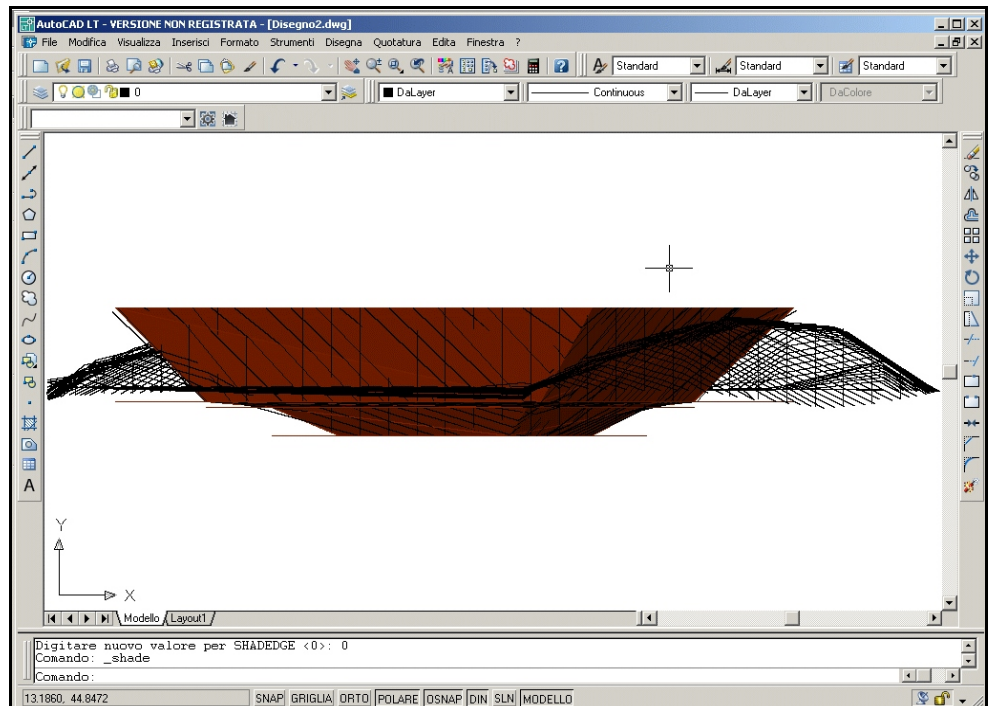 AutoCAD LT - VERSIONE NON REGISTRATA - [Disegno2.dwg]
File Modifica Visualizza Inserisci Formato Strumenti Disegna Quotatura Edita Finestra ?
Standard Standard Standard
0 DaLayer Continuous DaLayer DaColore
A
Y
X
Modello Layout1
Digitare nuovo valore per SHADEDGE <0>: 0
Comando: _shade
Comando:
13.1860, 44.8472 SNAP GRIGLIA ORTO POLARE OSNAP DIN SLN MODELLO